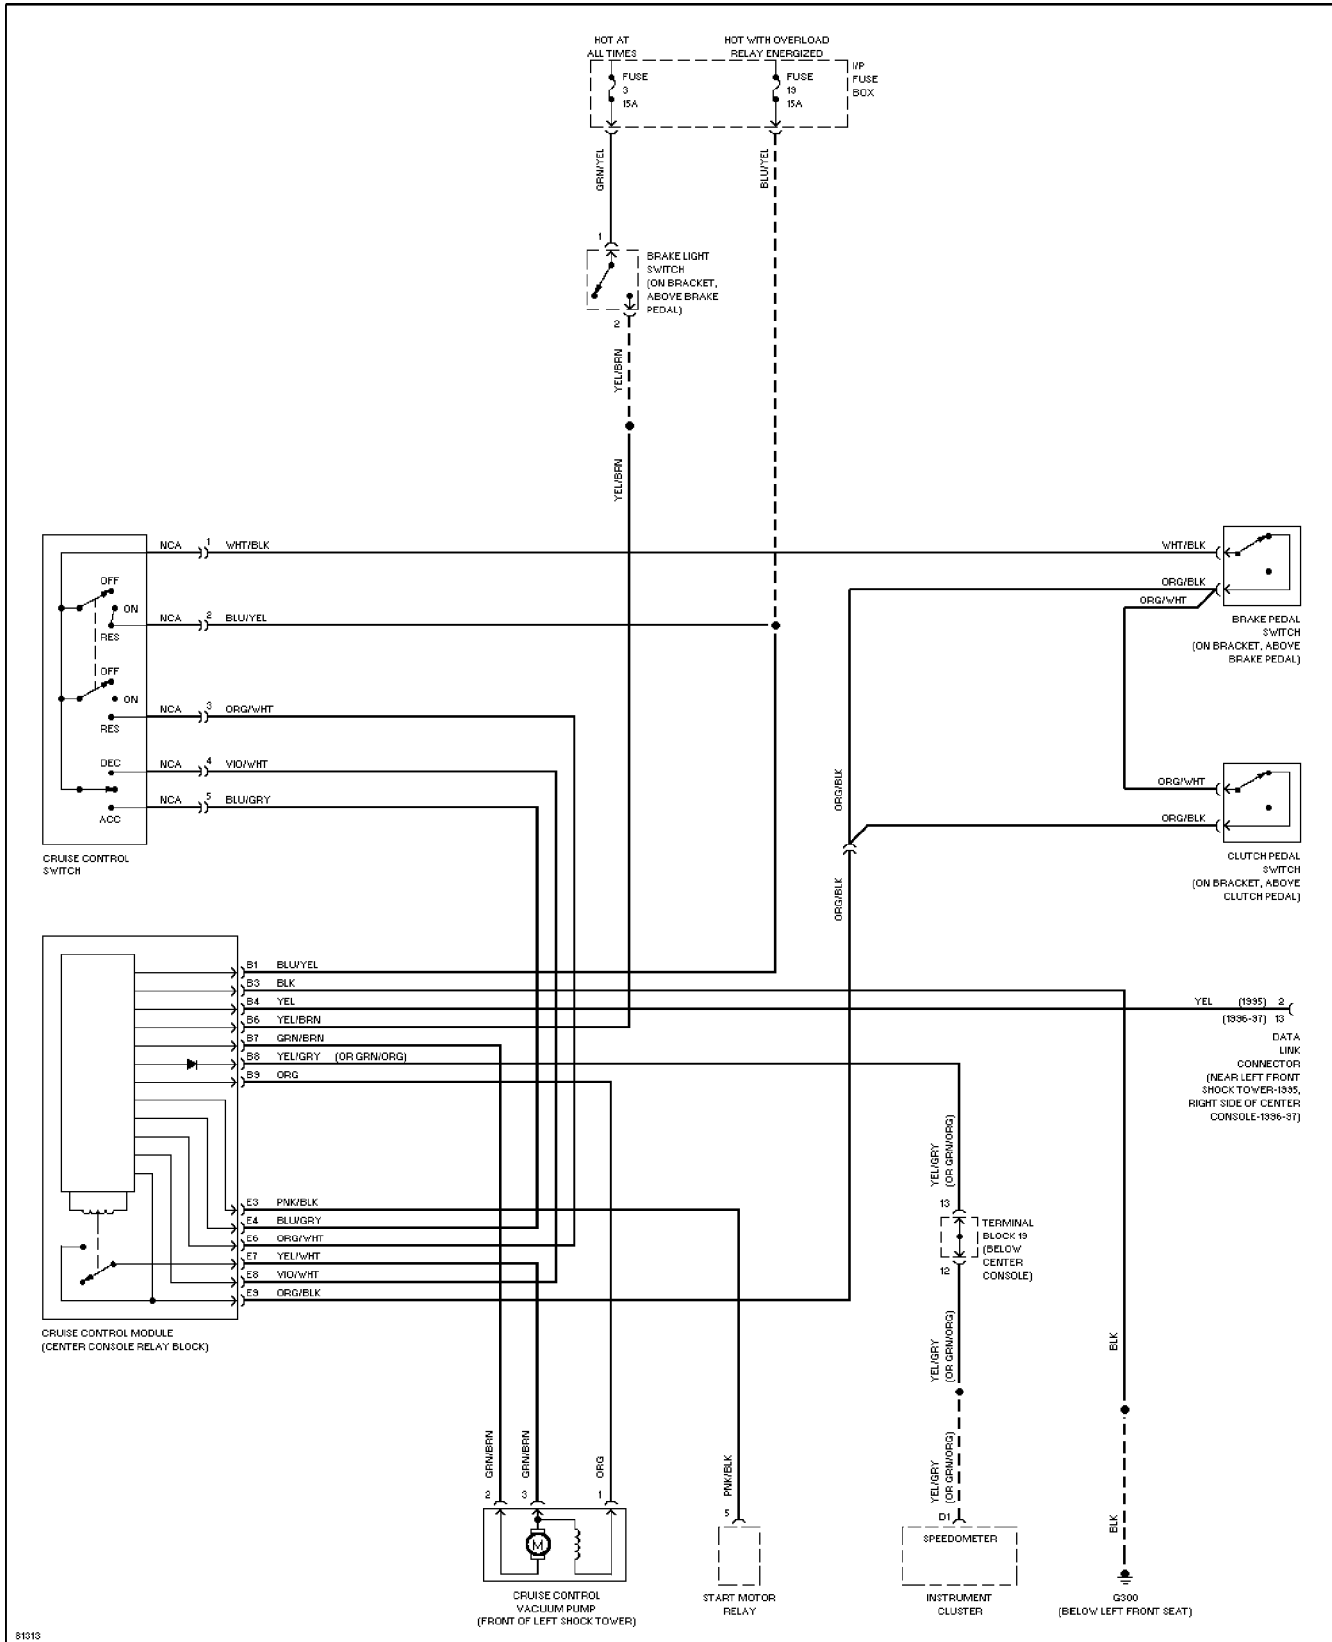 HOT AT
ALL TIMES
HOT WITH OVERLOAD
RELAY ENERGIZED
FUSE
3
15A
FUSE
19
15A
I/P
FUSE
BOX
GRN/YEL
BLU/YEL
1
BRAKE LIGHT
SWITCH
(ON BRACKET,
ABOVE BRAKE
PEDAL)
2
YEL/BRN
YEL/BRN
NCA 1 WHT/BLK
WHT/BLK
OFF
ON
RES
NCA 2 BLU/YEL
ORG/BLK
ORG/WHT
BRAKE PEDAL
SWITCH
(ON BRACKET, ABOVE
BRAKE PEDAL)
OFF
ON
RES
NCA 3 ORG/WHT
DEC
NCA 4 VIO/WHT
NCA 5 BLU/GRY
ACC
CRUISE CONTROL
SWITCH
ORG/BLK
ORG/WHT
ORG/BLK
CLUTCH PEDAL
SWITCH
(ON BRACKET, ABOVE
CLUTCH PEDAL)
ORG/BLK
B1 BLU/YEL
B3 BLK
B4 YEL
B6 YEL/BRN
B7 GRN/BRN
B8 YEL/GRY (OR GRN/ORG)
B9 ORG
YEL (1995) 2
(1996-97) 13
DATA
LINK
CONNECTOR
(NEAR LEFT FRONT
SHOCK TOWER-1995,
RIGHT SIDE OF CENTER
CONSOLE-1996-97)
YEL/GRY
(OR GRN/ORG)
E3 PNK/BLK
E4 BLU/GRY
E6 ORG/WHT
E7 YEL/WHT
E8 VIO/WHT
E9 ORG/BLK
13
TERMINAL
BLOCK 19
(BELOW
CENTER
CONSOLE)
12
CRUISE CONTROL MODULE
(CENTER CONSOLE RELAY BLOCK)
YEL/GRY
(OR GRN/ORG)
BLK
GRN/BRN
GRN/BRN
ORG
PNK/BLK
YEL/GRY
(OR GRN/ORG)
BLK
2
3
1
5
D1
M
SPEEDOMETER
CRUISE CONTROL
VACUUM PUMP
(FRONT OF LEFT SHOCK TOWER)
START MOTOR
RELAY
INSTRUMENT
CLUSTER
G300
(BELOW LEFT FRONT SEAT)
81313